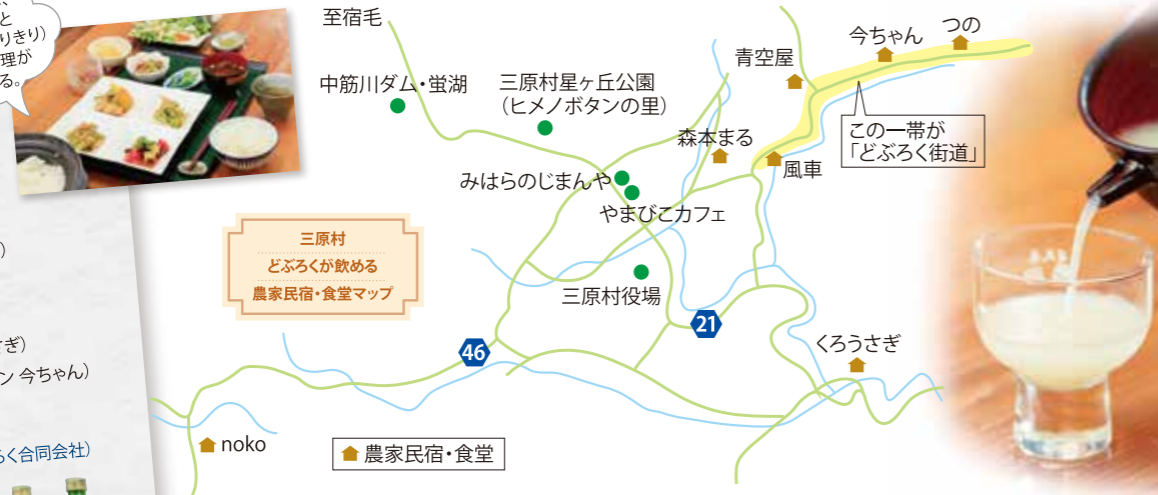 と
りきり)
理が
る。
)
さぎ)
ン 今ちゃん)
らく合同会社)
三原村
どぶろくが飲める
農家民宿・食堂マップ
至宿毛
中筋川ダム・蛍湖
三原村星ヶ丘公園
(ヒメノボタンの里)
青空屋
今ちゃん
つの
森本まる
風車
この一帯が
「どぶろく街道」
みはらのじまんや
やまびこカフェ
三原村役場
21
46
くろうさぎ
noko
農家民宿・食堂